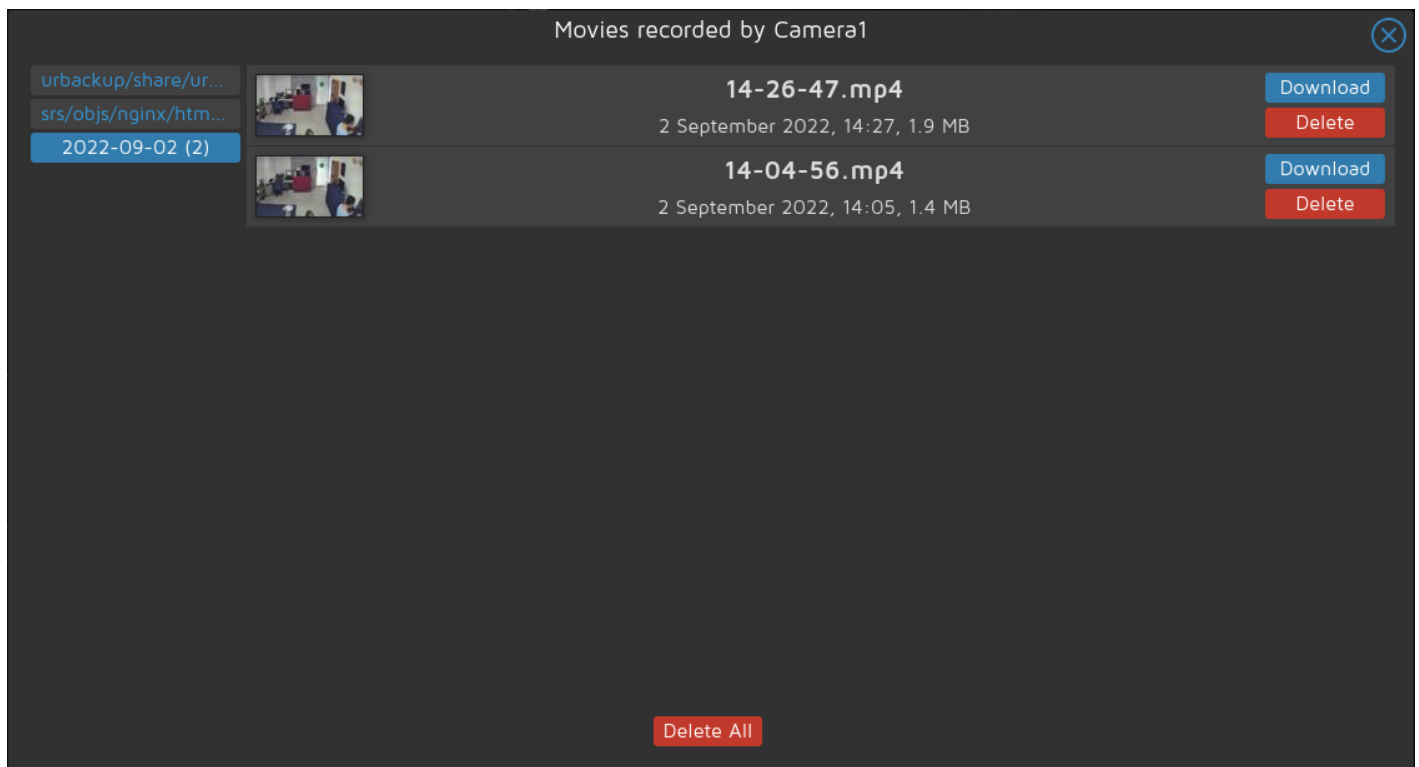 Movies recorded by Camera1
urbackup/share/ur...
srs/objs/nginx/htm...
2022-09-02 (2)
14-26-47.mp4
2 September 2022, 14:27, 1.9 MB
Download
Delete
14-04-56.mp4
2 September 2022, 14:05, 1.4 MB
Download
Delete
Delete All